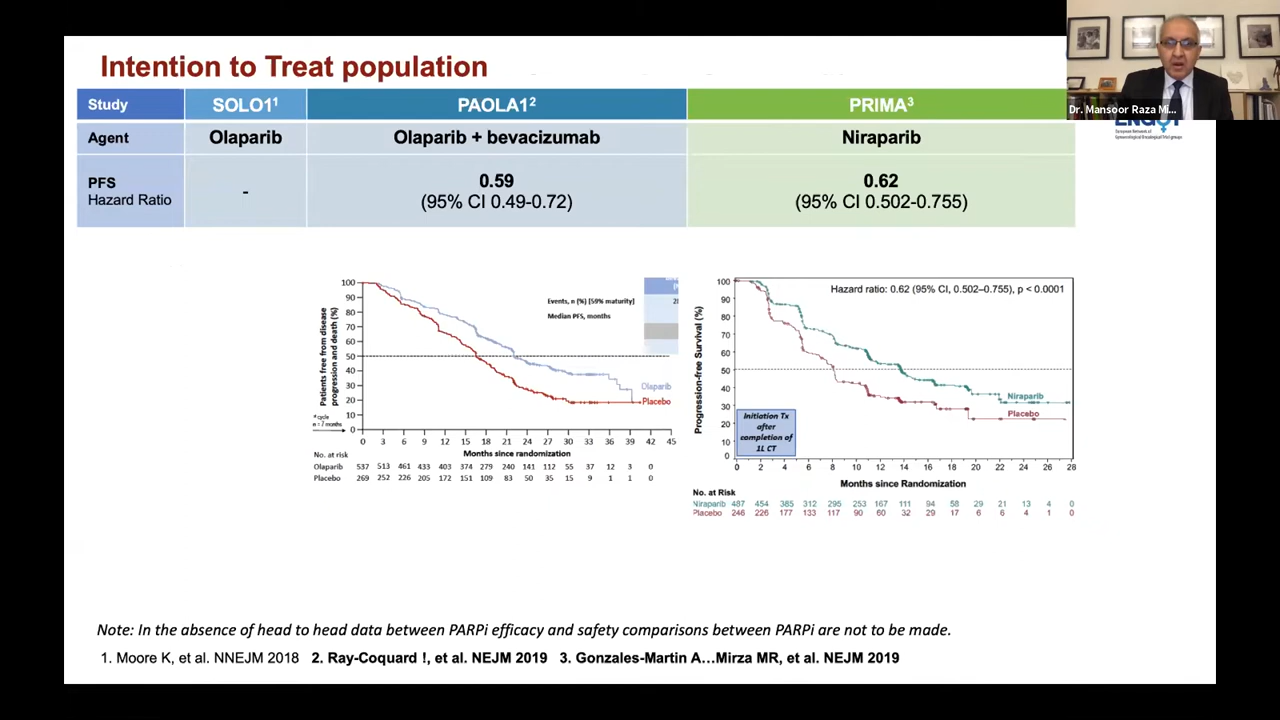 Intention to Treat population
Dr. Mansoor Raza Mi...
European Network of
Gynaecological Oncological Trial groups
Study SOLO1¹ PAOLA1² PRIMA³
Agent Olaparib Olaparib + bevacizumab Niraparib
PFS
Hazard Ratio
-
0.59
(95% CI 0.49-0.72)
0.62
(95% CI 0.502-0.755)
Patients free from disease
progression and death (%)
100
90
80
70
60
50
40
30
20
10
0
Events, n (%) [59% maturity]
Median PFS, months
Olaparib
Placebo
0 3 6 9 12 15 18 21 24 27 30 33 36 39 42 45
Months since randomization
No. at risk
Olaparib 537 513 461 433 403 374 279 240 141 112 55 37 12 3 0
Placebo 269 252 226 205 172 151 109 83 50 35 15 9 1 1 0
Progression-free Survival (%)
100
90
80
70
60
50
40
30
20
10
0
Hazard ratio: 0.62 (95% CI, 0.502–0.755), p < 0.0001
Niraparib
Placebo
Initiation Tx
after
completion of
1L CT
0 2 4 6 8 10 12 14 16 18 20 22 24 26 28
Months since Randomization
No. at Risk
Niraparib 487 454 385 312 295 253 167 111 94 58 29 21 13 4 0
Placebo 246 226 177 133 117 90 60 32 29 17 6 6 4 1 0
Note: In the absence of head to head data between PARPi efficacy and safety comparisons between PARPi are not to be made.
1. Moore K, et al. NNEJM 2018 2. Ray-Coquard !, et al. NEJM 2019 3. Gonzales-Martin A…Mirza MR, et al. NEJM 2019